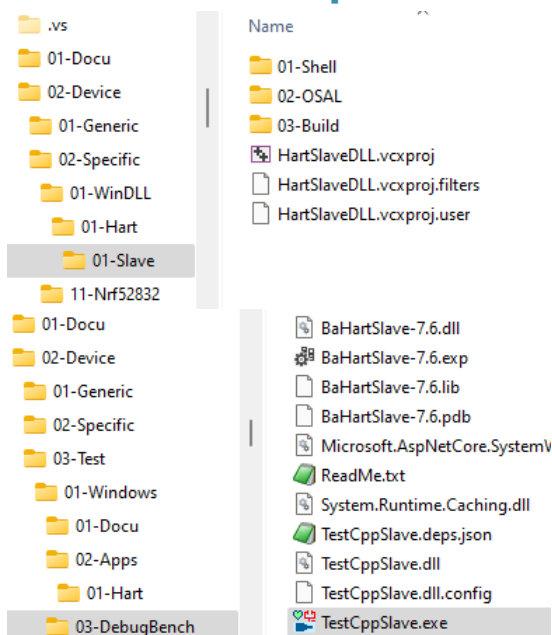 .vs
01-Docu
02-Device
01-Generic
02-Specific
01-WinDLL
01-Hart
01-Slave
11-Nrf52832
Name
01-Shell
02-OSAL
03-Build
HartSlaveDLL.vcxproj
HartSlaveDLL.vcxproj.filters
HartSlaveDLL.vcxproj.user
01-Docu
02-Device
01-Generic
02-Specific
03-Test
01-Windows
01-Docu
02-Apps
01-Hart
03-DebugBench
BaHartSlave-7.6.dll
BaHartSlave-7.6.exp
BaHartSlave-7.6.lib
BaHartSlave-7.6.pdb
Microsoft.AspNetCore.SystemW
ReadMe.txt
System.Runtime.Caching.dll
TestCppSlave.deps.json
TestCppSlave.dll
TestCppSlave.dll.config
TestCppSlave.exe